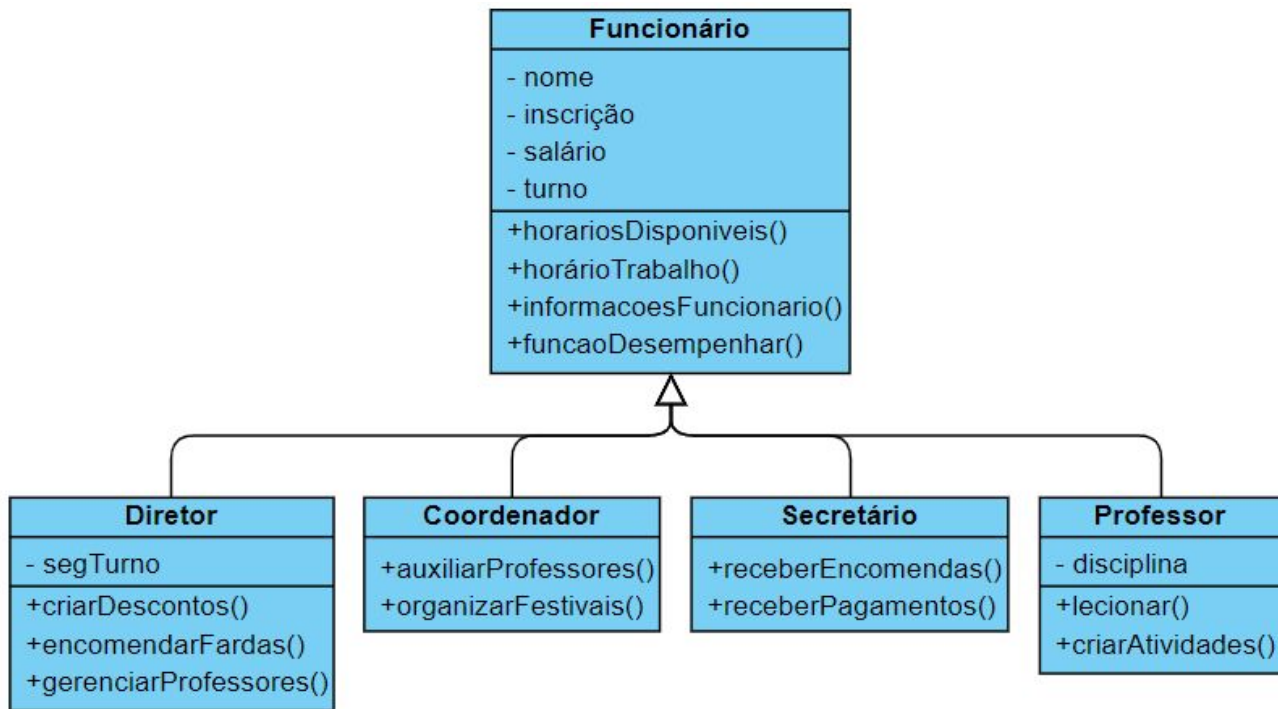 Funcionário
- nome
- inscrição
- salário
- turno
+horariosDisponiveis()
+horárioTrabalho()
+informacoesFuncionario()
+funcaoDesempenhar()
Diretor
- segTurno
+criarDescontos()
+encomendarFardas()
+gerenciarProfessores()
Coordenador
+auxiliarProfessores()
+organizarFestivais()
Secretário
+receberEncomendas()
+receberPagamentos()
Professor
- disciplina
+lecionar()
+criarAtividades()